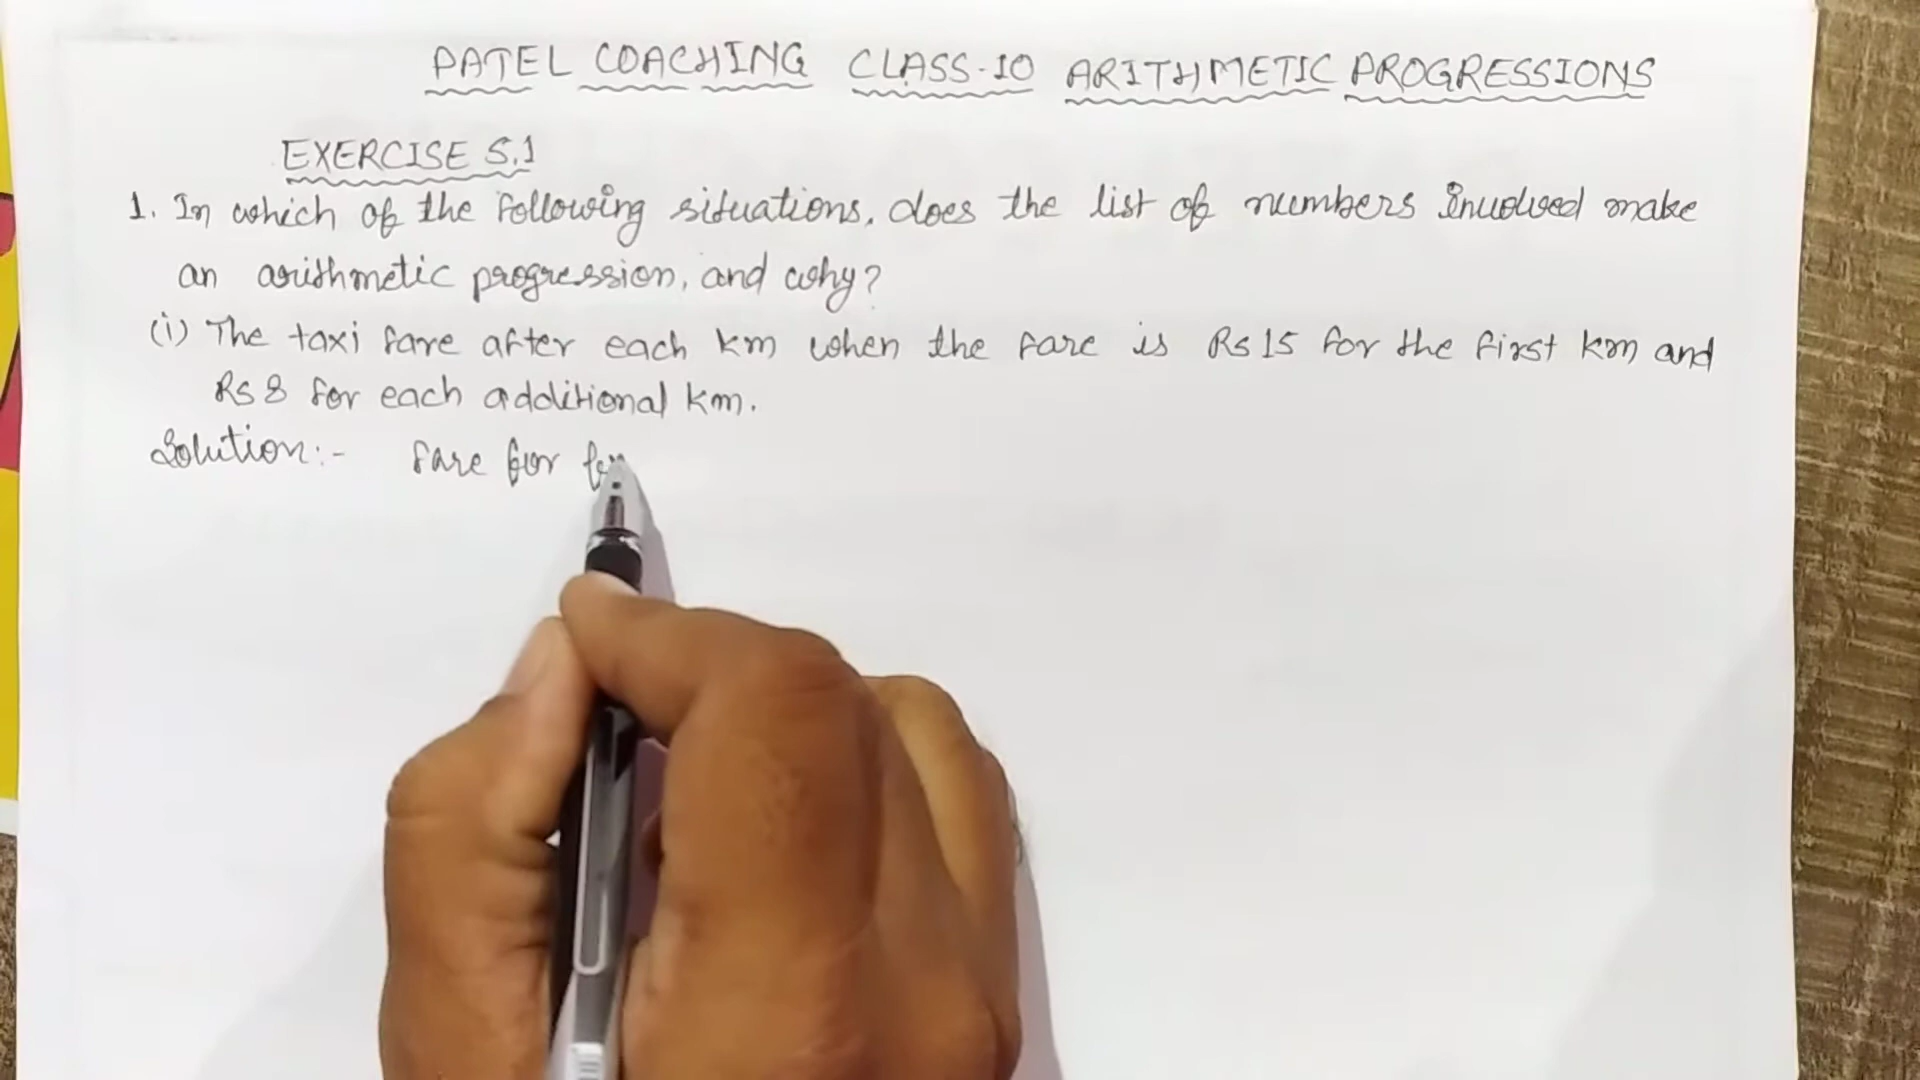 PATEL COACHING CLASS-10 ARITHMETIC PROGRESSIONS
EXERCISE 5.1
1. In which of the following situations, does the list of numbers involved make
an arithmetic progression, and why?
(i) The taxi fare after each km when the fare is Rs 15 for the first km and
Rs 8 for each additional km.
Solution:- fare for